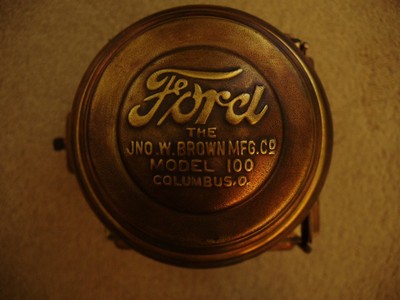 Ford
THE
JNO.W.BROWN MFG.CO
MODEL 100
COLUMBUS,O.